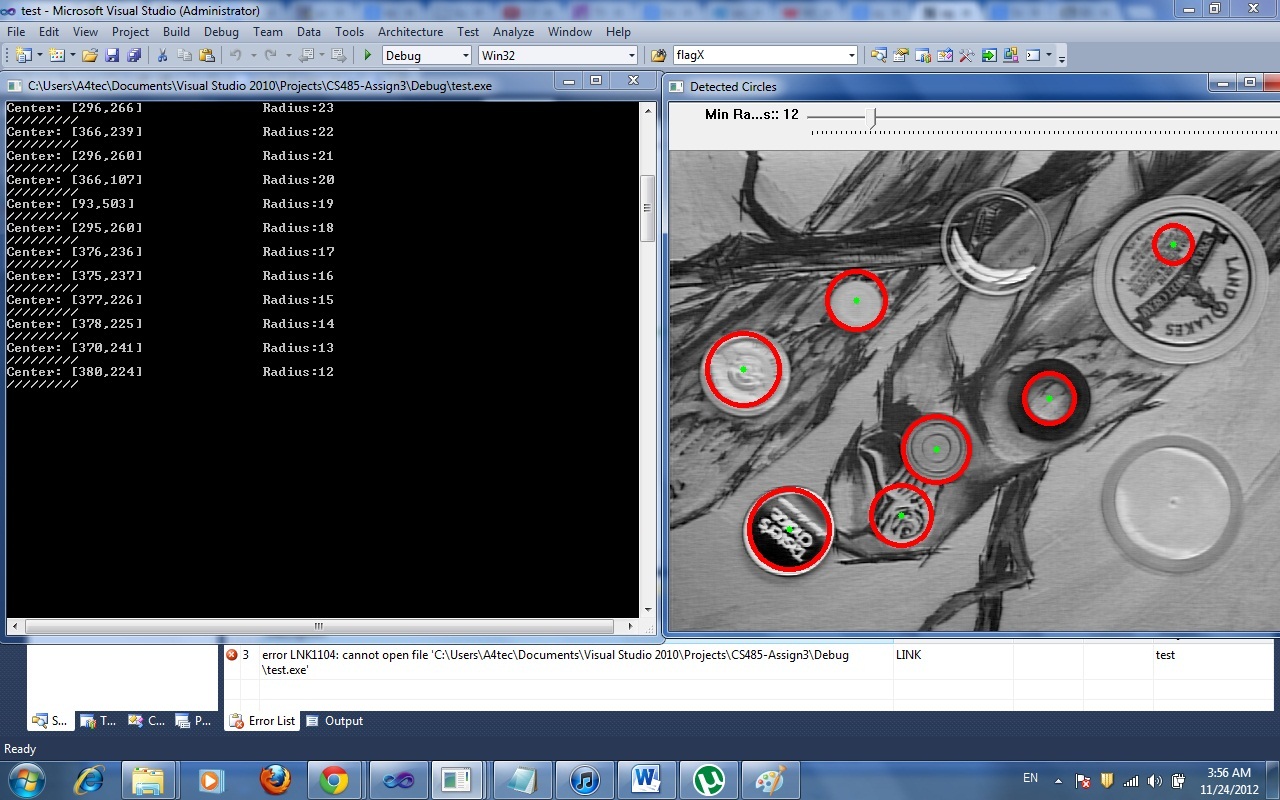 test - Microsoft Visual Studio (Administrator)
File Edit View Project Build Debug Team Data Tools Architecture Test Analyze Window Help
Debug Win32 flagX
C:\Users\A4tec\Documents\Visual Studio 2010\Projects\CS485-Assign3\Debug\test.exe
Center: [296,266] Radius:23
/////////
Center: [366,239] Radius:22
/////////
Center: [296,260] Radius:21
/////////
Center: [366,107] Radius:20
/////////
Center: [93,503] Radius:19
/////////
Center: [295,260] Radius:18
/////////
Center: [376,236] Radius:17
/////////
Center: [375,237] Radius:16
/////////
Center: [377,226] Radius:15
/////////
Center: [378,225] Radius:14
/////////
Center: [370,241] Radius:13
/////////
Center: [380,224] Radius:12
/////////
Detected Circles
Min Ra...s:: 12
LAND
LAKES
Taster's
Choice
3 error LNK1104: cannot open file 'C:\Users\A4tec\Documents\Visual Studio 2010\Projects\CS485-Assign3\Debug LINK test
\test.exe'
S... T... C... P... Error List Output
Ready
EN 3:56 AM
11/24/2012